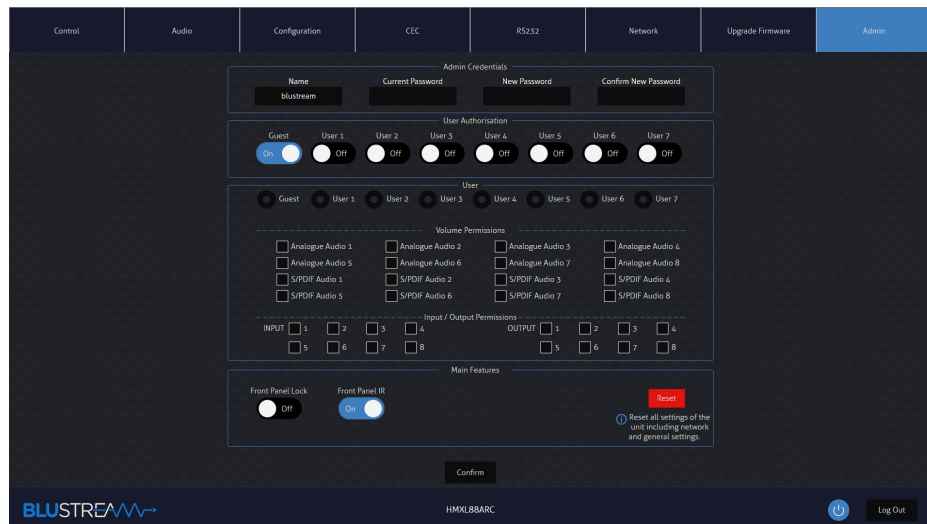 Control Audio Configuration CEC RS232 Network Upgrade Firmware Admin
Admin Credentials
Name Current Password New Password Confirm New Password
blustream
User Authorisation
Guest User 1 User 2 User 3 User 4 User 5 User 6 User 7
On Off Off Off Off Off Off Off
User
Guest User 1 User 2 User 3 User 4 User 5 User 6 User 7
Volume Permissions
Analogue Audio 1 Analogue Audio 2 Analogue Audio 3 Analogue Audio 4
Analogue Audio 5 Analogue Audio 6 Analogue Audio 7 Analogue Audio 8
S/PDIF Audio 1 S/PDIF Audio 2 S/PDIF Audio 3 S/PDIF Audio 4
S/PDIF Audio 5 S/PDIF Audio 6 S/PDIF Audio 7 S/PDIF Audio 8
Input / Output Permissions
INPUT 1 2 3 4 OUTPUT 1 2 3 4
5 6 7 8 5 6 7 8
Main Features
Front Panel Lock Front Panel IR
Off On
Reset
Reset all settings of the
unit including network
and general settings.
Confirm
BLUSTREAM HMXL88ARC Log Out